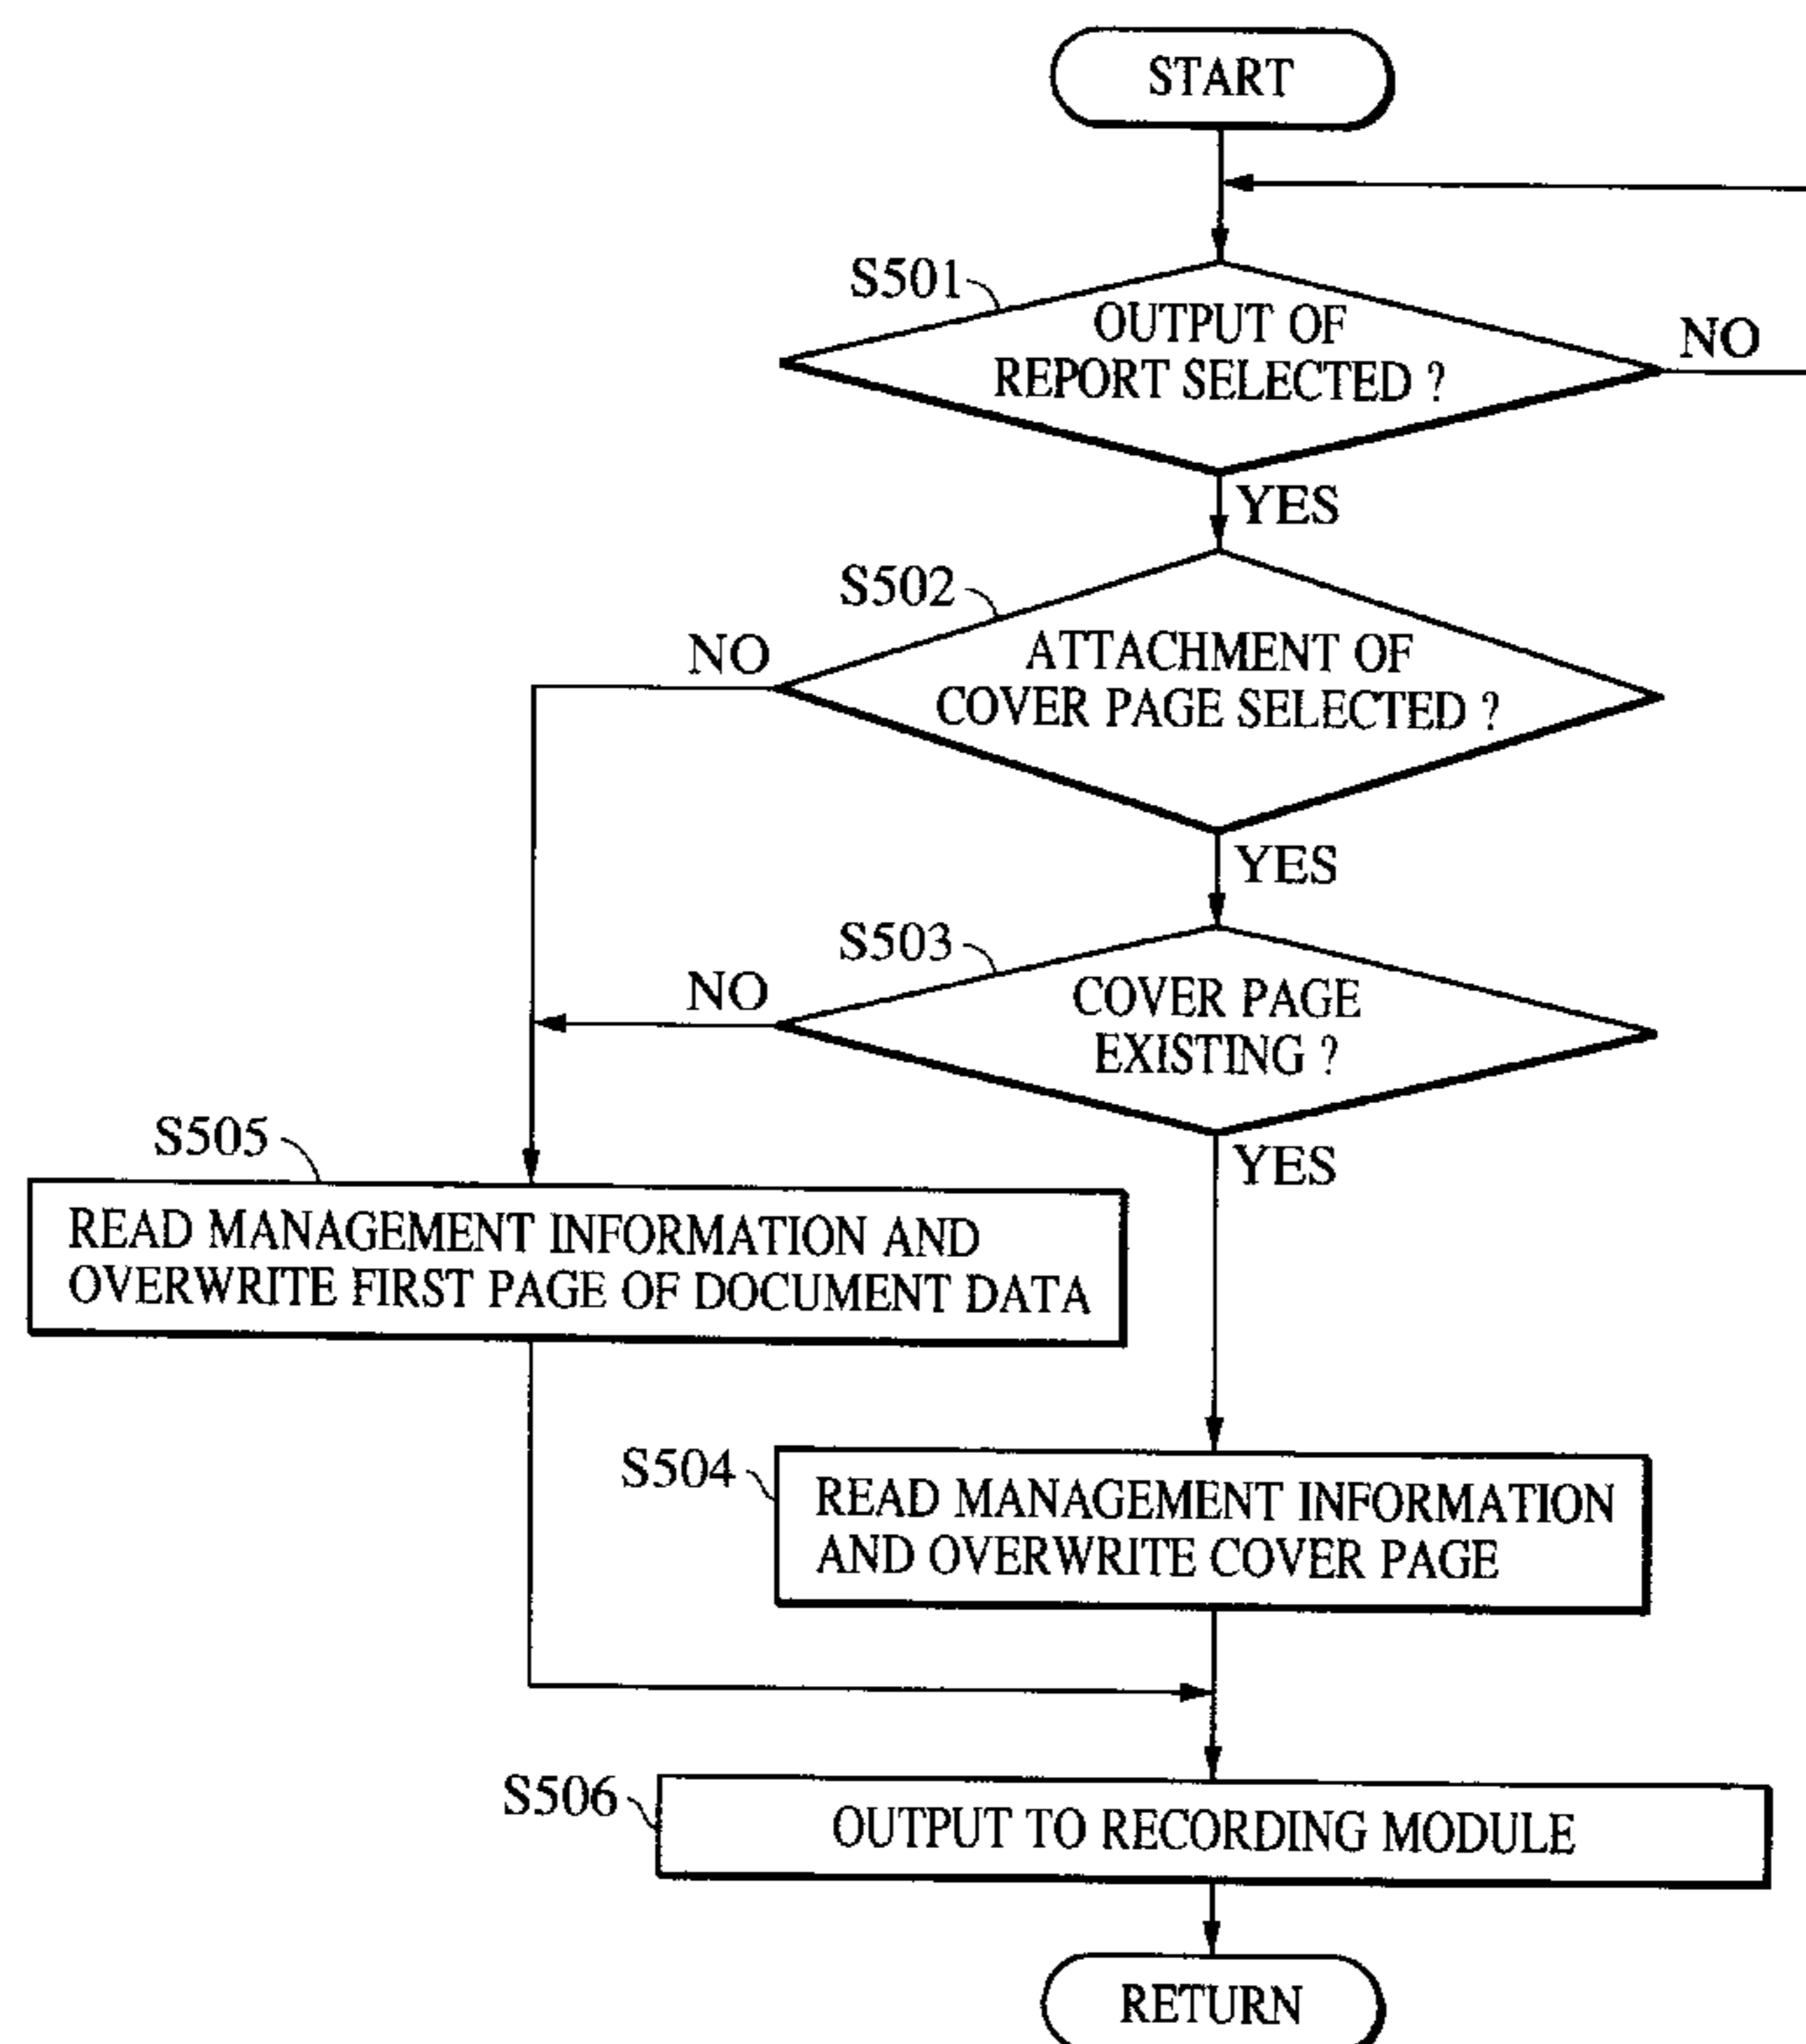 START
S501
OUTPUT OF
REPORT SELECTED ?
NO
YES
S502
NO
ATTACHMENT OF
COVER PAGE SELECTED ?
YES
S503
NO
COVER PAGE
EXISTING ?
YES
S505
READ MANAGEMENT INFORMATION AND
OVERWRITE FIRST PAGE OF DOCUMENT DATA
S504
READ MANAGEMENT INFORMATION
AND OVERWRITE COVER PAGE
S506
OUTPUT TO RECORDING MODULE
RETURN